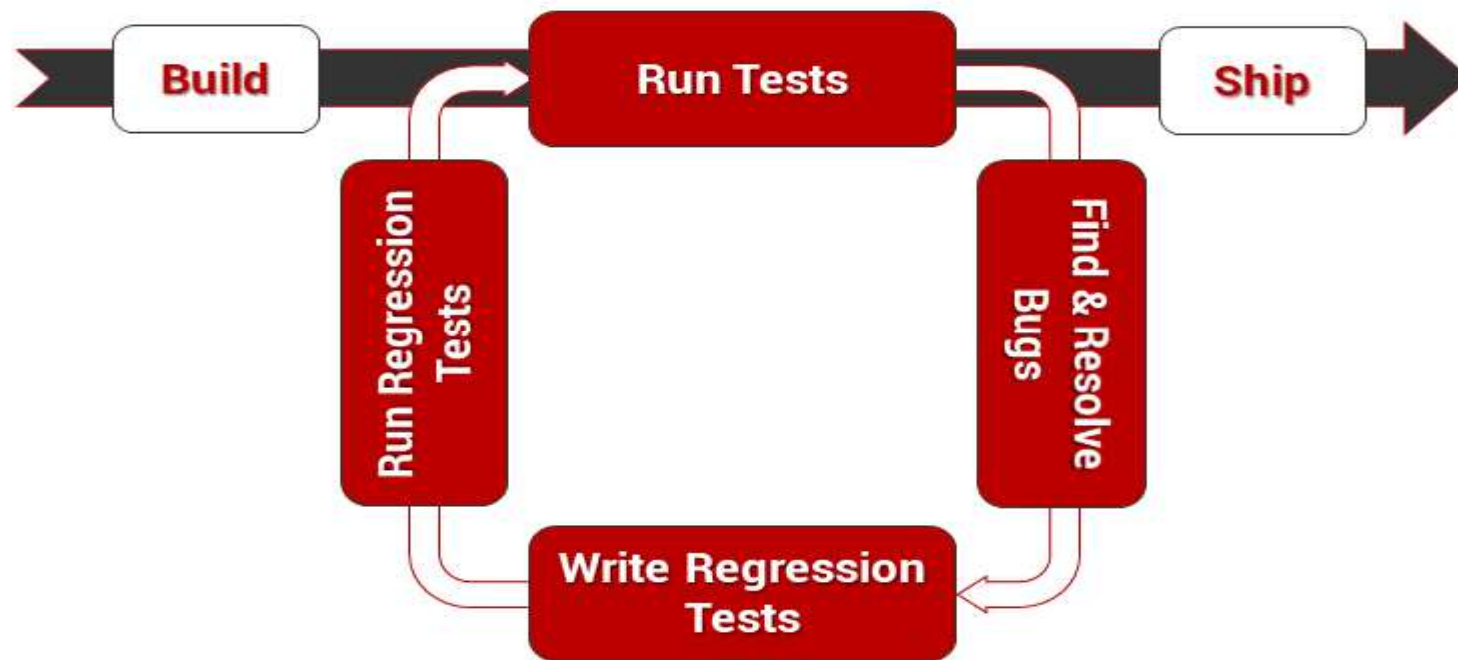 Build
Run Tests
Ship
Find & Resolve
Bugs
Write Regression
Tests
Run Regression
Tests